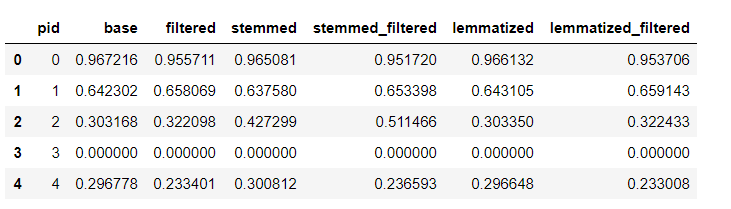 pid base filtered stemmed stemmed_filtered lemmatized lemmatized_filtered
0 0 0.967216 0.955711 0.965081 0.951720 0.966132 0.953706
1 1 0.642302 0.658069 0.637580 0.653398 0.643105 0.659143
2 2 0.303168 0.322098 0.427299 0.511466 0.303350 0.322433
3 3 0.000000 0.000000 0.000000 0.000000 0.000000 0.000000
4 4 0.296778 0.233401 0.300812 0.236593 0.296648 0.233008